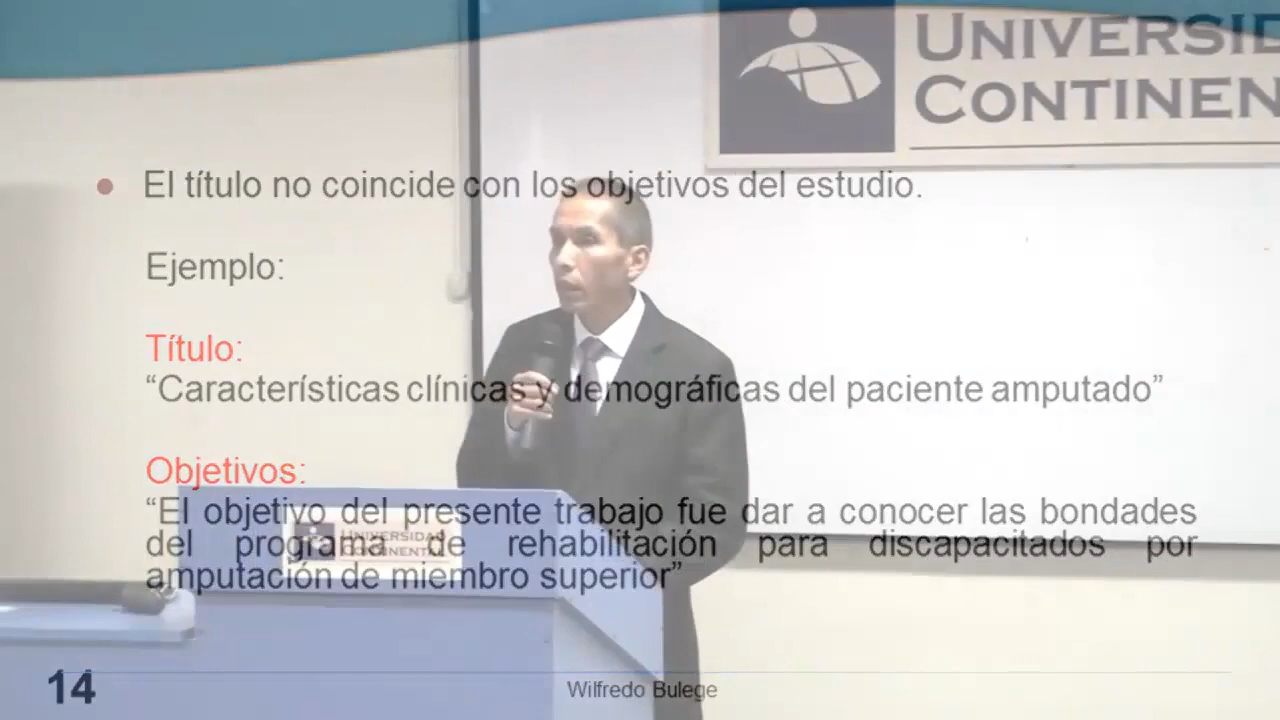 UNIVERSID
CONTINEN
El título no coincide con los objetivos del estudio.
Ejemplo:
Título:
“Características clínicas y demográficas del paciente amputado”
Objetivos:
“El objetivo del presente trabajo fue dar a conocer las bondades
del programa de rehabilitación para discapacitados por
amputación de miembro superior”
UNIVERSIDAD
CONTINENTAL
14
Wilfredo Bulege